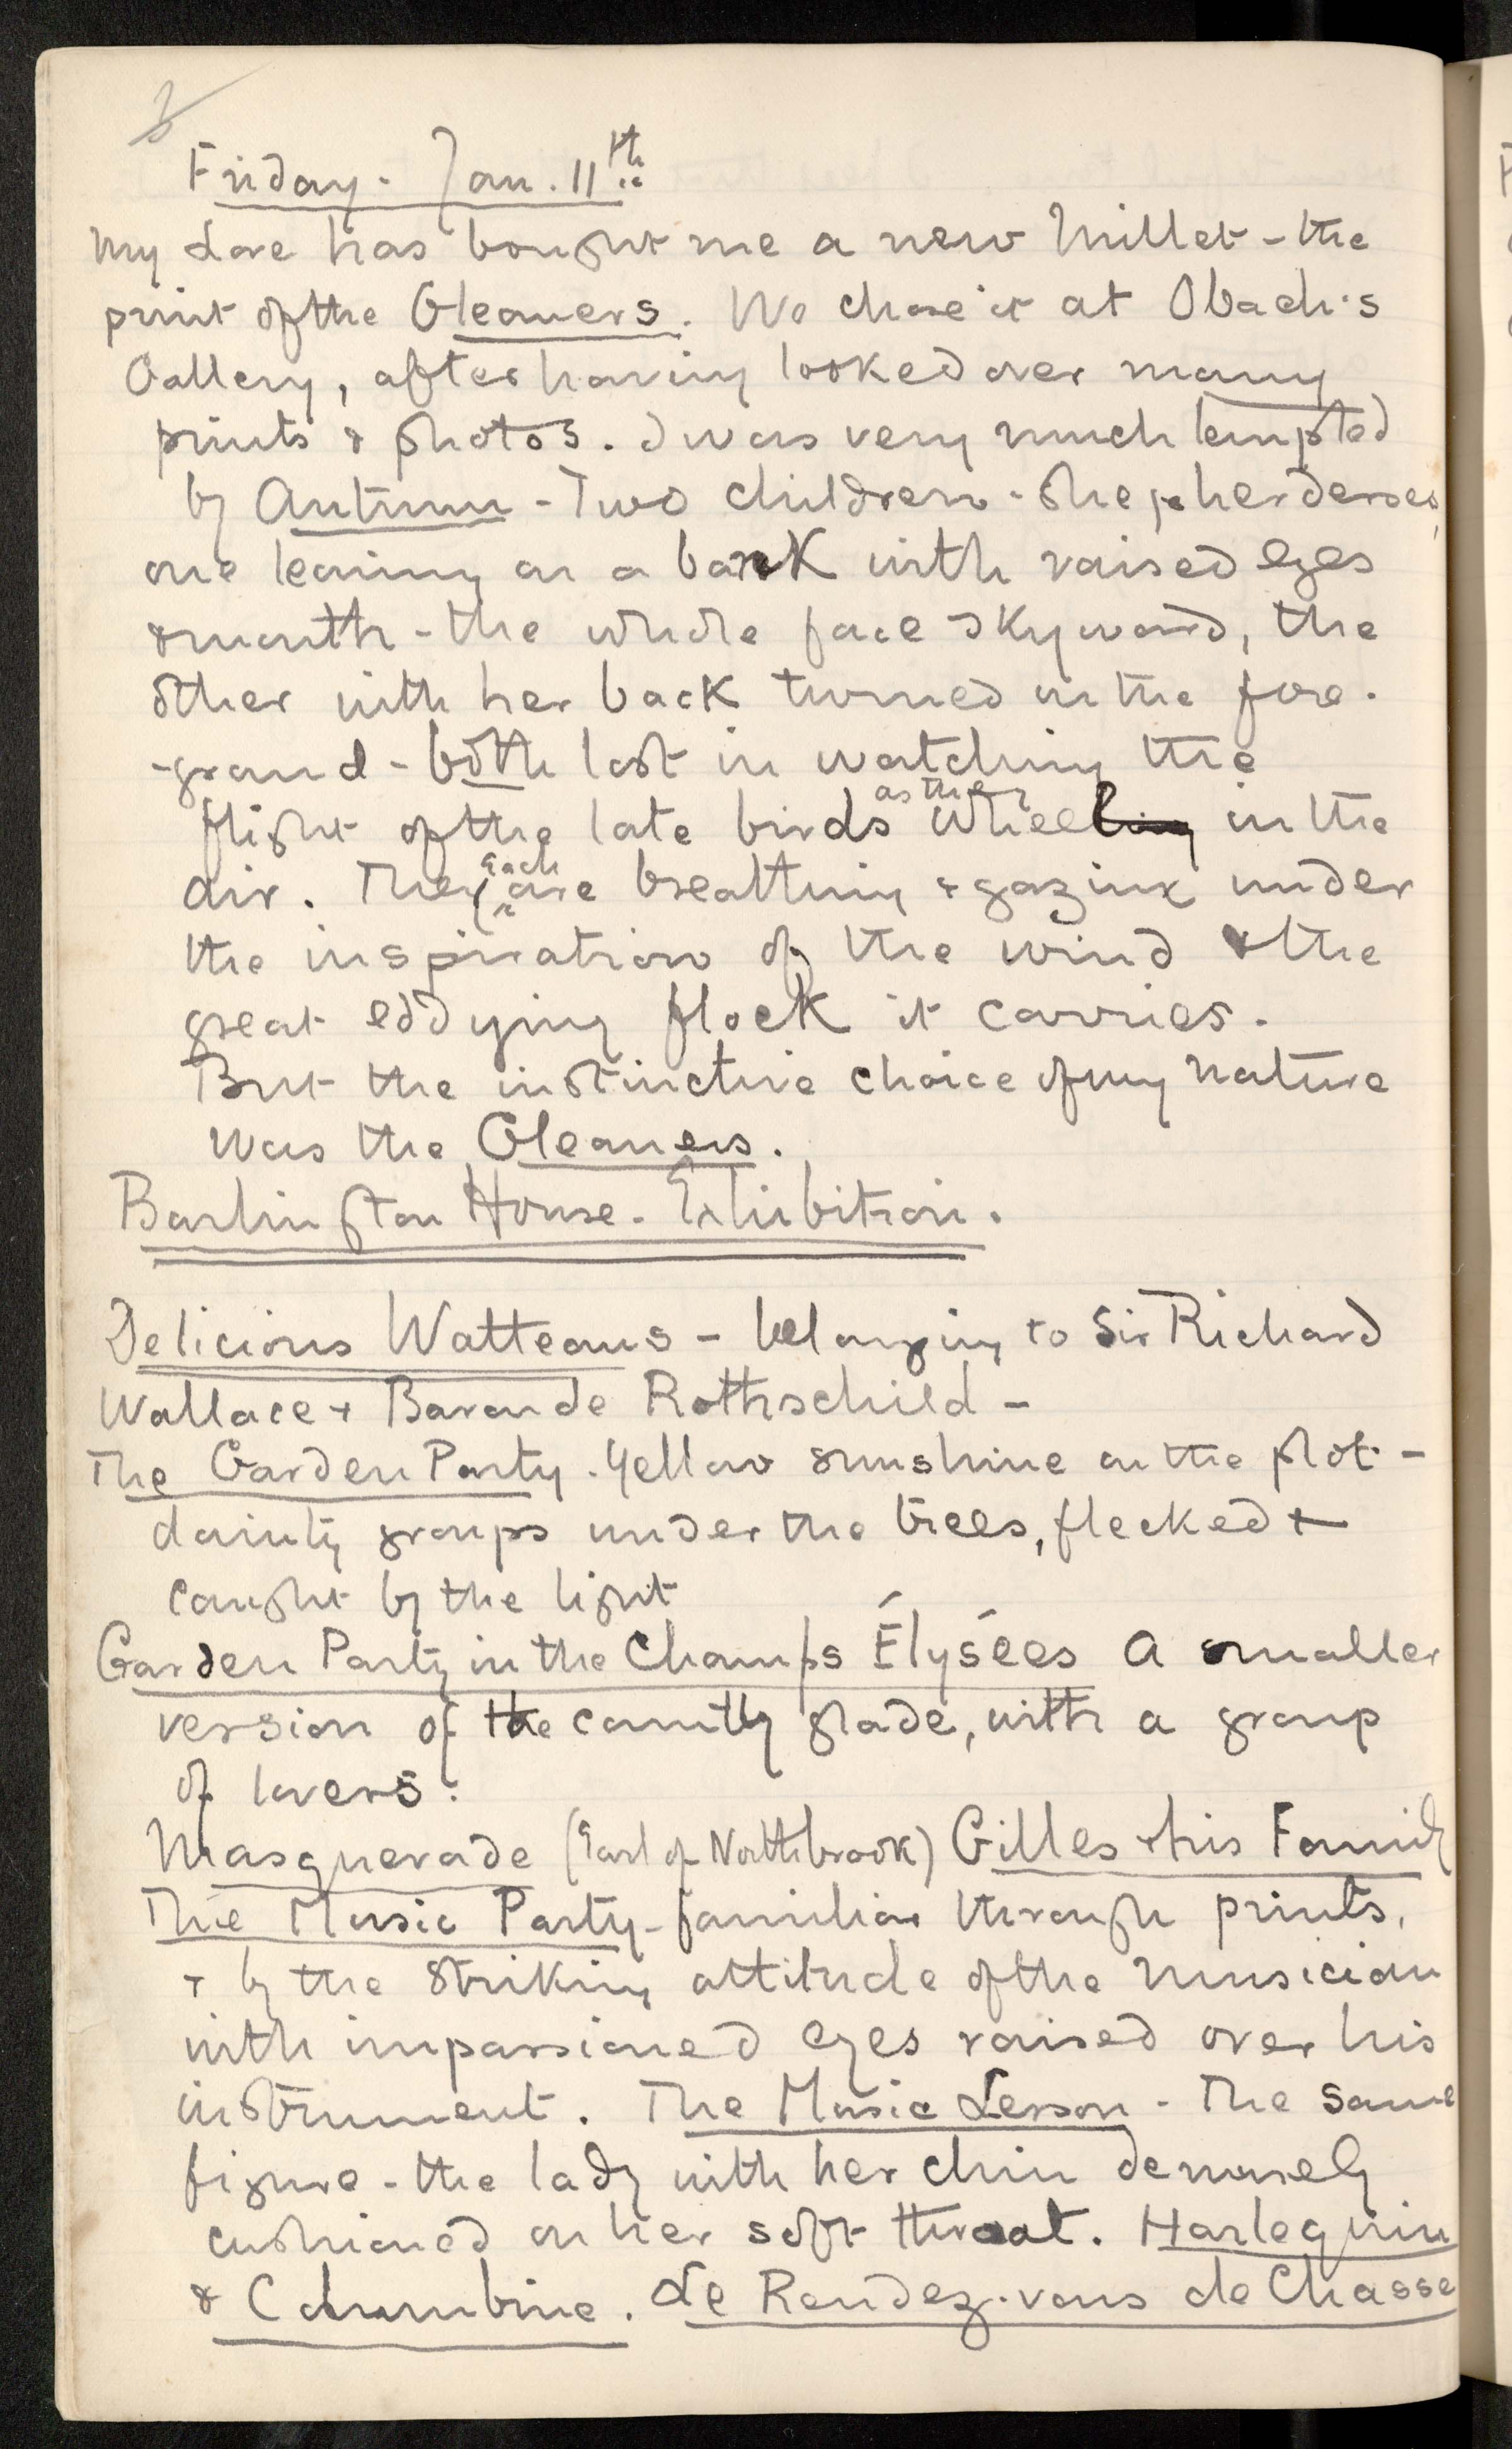 Friday. Jan. 11th
My Love has bought me a new Millet - the
print of the Gleaners. We chose it at Obach's
Gallery, after having looked over many
prints & photos. I was very much tempted
by Autumn - Two children - shepherdesses,
one leaning on a bank with raised eyes
& mouth - the whole face skyward, the
other with her back turned in the fore-
-ground - both lost in watching the
flight of the late birds as they wheeling in the
air. They each are breathing & gazing under
the inspiration of the wind & the
great eddying flock it carries.
But the instinctive choice of my nature
was the Gleaners.
Burlington House. Exhibition.
Delicious Watteaus - belonging to Sir Richard
Wallace & Baron de Rothschild -
The Garden Party. Yellow sunshine on the plot -
dainty groups under the trees, flecked &
caught by the light
Garden Party in the Champs Élysées A smaller
version of the country glade, with a group
of lovers.
Masquerade (Earl of Northbrook) Gilles & his Family
The Music Party - familiar through prints,
& by the striking attitude of the musician
with impassioned eyes raised over his
instrument. The Music Lesson - The same
figure - the lady with her chin demurely
cushioned on her soft throat. Harlequin
& Columbine. Le Rendez-vous de Chasse